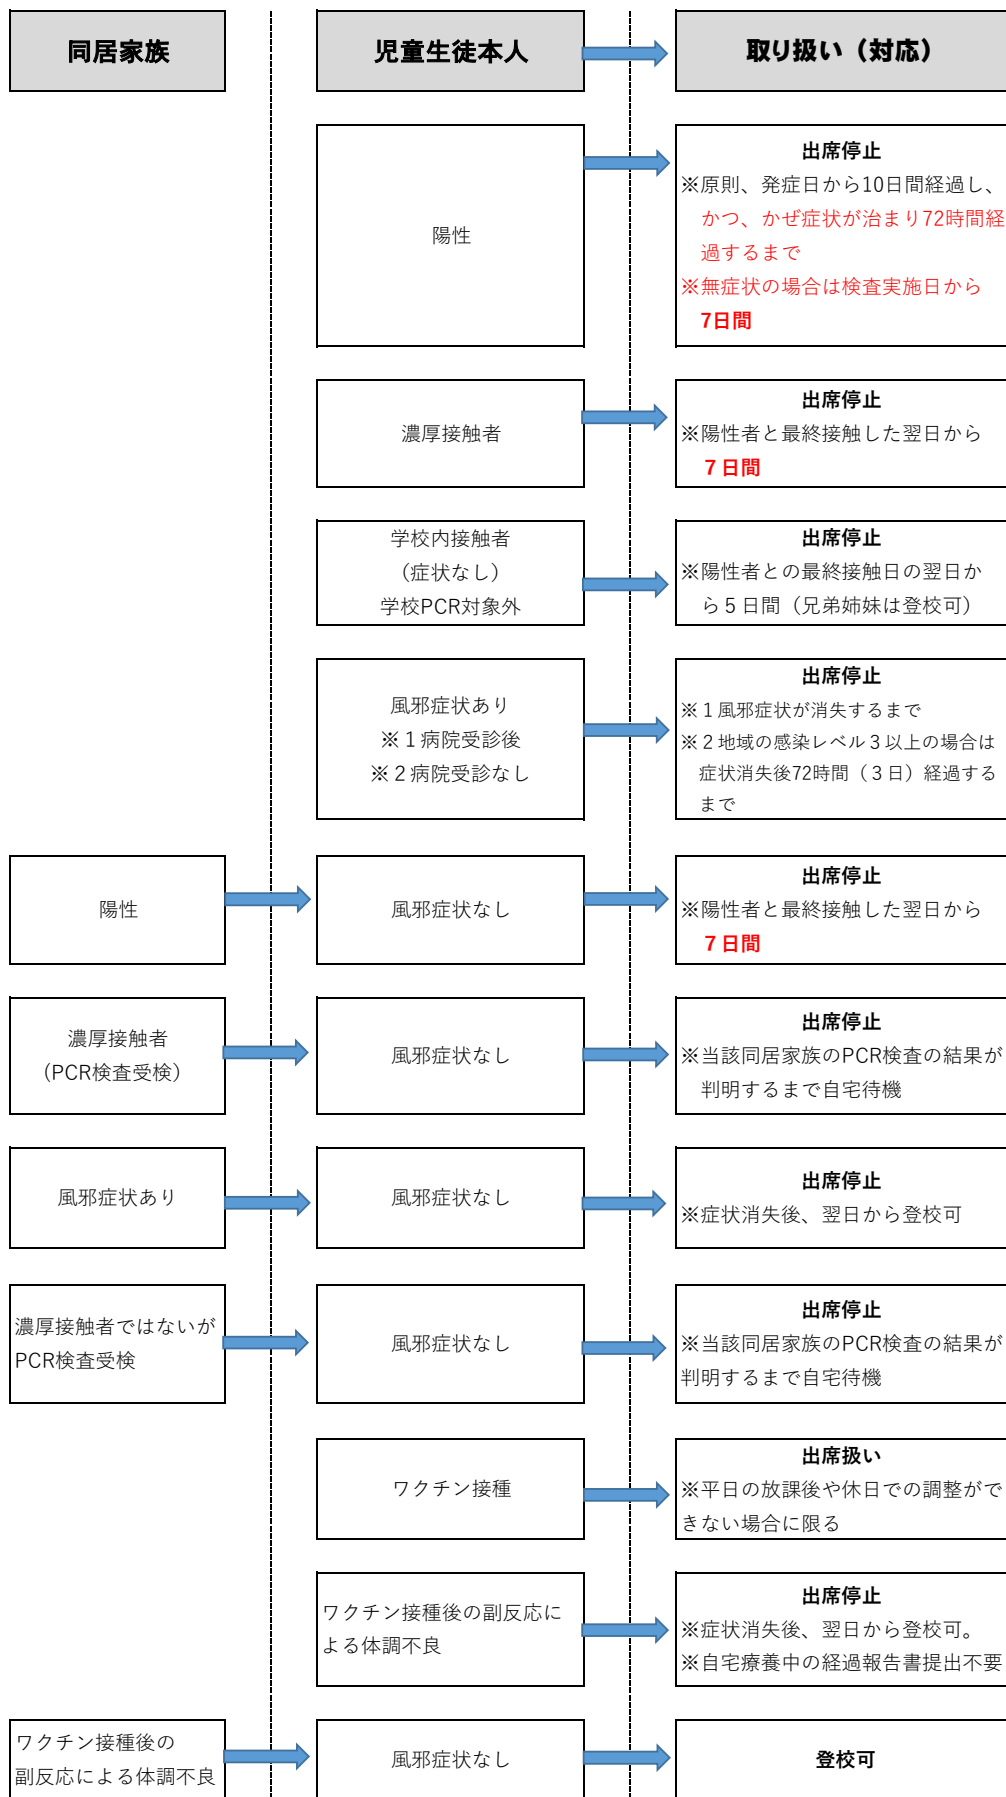 同居家族
児童生徒本人
取り扱い（対応）
陽性
出席停止
※原則、発症日から10日間経過し、
かつ、かぜ症状が治まり72時間経
過するまで
※無症状の場合は検査実施日から
7日間
濃厚接触者
出席停止
※陽性者と最終接触した翌日から
７日間
学校内接触者
（症状なし）
学校PCR対象外
出席停止
※陽性者との最終接触日の翌日か
ら５日間（兄弟姉妹は登校可）
風邪症状あり
※１病院受診後
※２病院受診なし
出席停止
※１風邪症状が消失するまで
※２地域の感染レベル３以上の場合は
症状消失後72時間（３日）経過する
まで
陽性
風邪症状なし
出席停止
※陽性者と最終接触した翌日から
７日間
濃厚接触者
(PCR検査受検）
風邪症状なし
出席停止
※当該同居家族のPCR検査の結果が
判明するまで自宅待機
風邪症状あり
風邪症状なし
出席停止
※症状消失後、翌日から登校可
濃厚接触者ではないが
PCR検査受検
風邪症状なし
出席停止
※当該同居家族のPCR検査の結果が
判明するまで自宅待機
ワクチン接種
出席扱い
※平日の放課後や休日での調整がで
きない場合に限る
ワクチン接種後の副反応に
よる体調不良
出席停止
※症状消失後、翌日から登校可。
※自宅療養中の経過報告書提出不要
ワクチン接種後の
副反応による体調不良
風邪症状なし
登校可